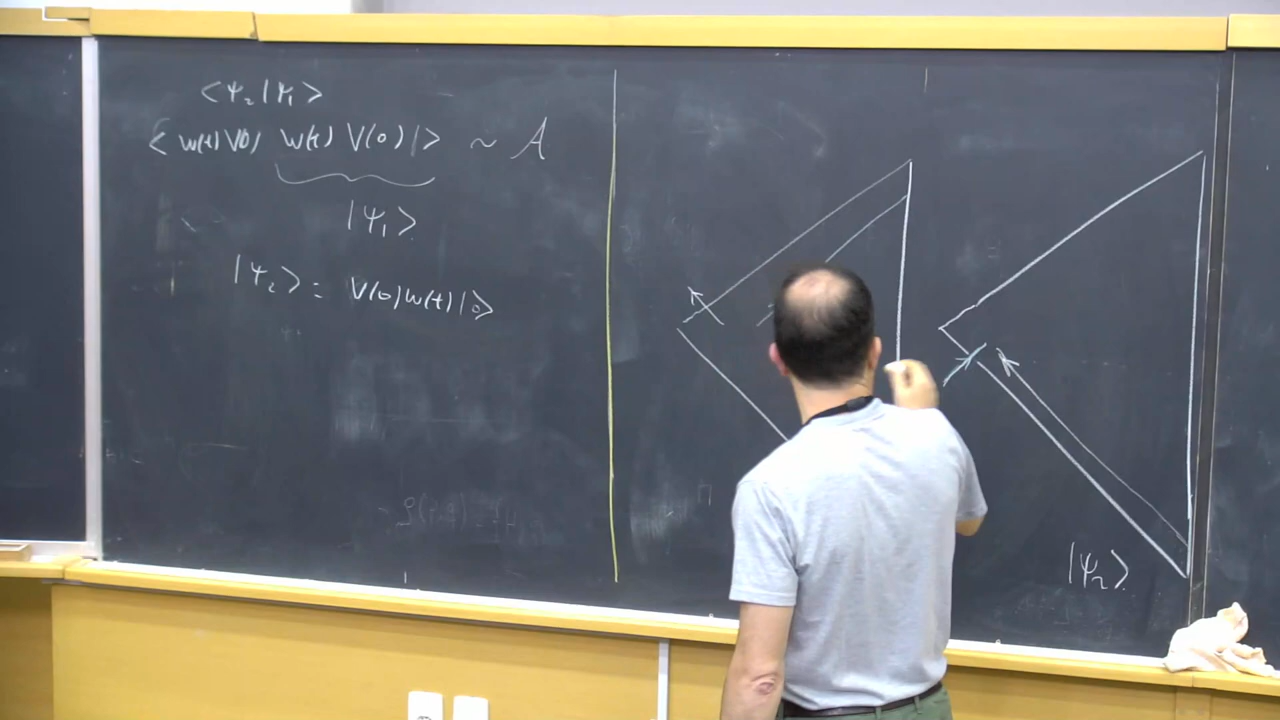 ⟨ψ₂|ψ₁⟩
⟨ W(t) V(0) W(t) V(0) |⟩ ~ A
|ψ₁⟩
|ψ₂⟩ = V(0) W(t) |0⟩
|ψ₂⟩